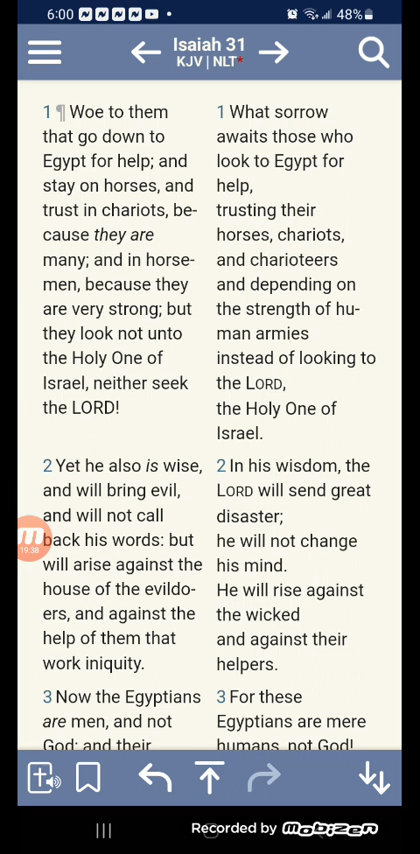 6:00
48%
Isaiah 31
KJV | NLT*
1 ¶ Woe to them
that go down to
Egypt for help; and
stay on horses, and
trust in chariots, be-
cause they are
many; and in horse-
men, because they
are very strong; but
they look not unto
the Holy One of
Israel, neither seek
the LORD!
2 Yet he also is wise,
and will bring evil,
and will not call
back his words: but
will arise against the
house of the evildo-
ers, and against the
help of them that
work iniquity.
3 Now the Egyptians
are men, and not
God; and their
1 What sorrow
awaits those who
look to Egypt for
help,
trusting their
horses, chariots,
and charioteers
and depending on
the strength of hu-
man armies
instead of looking to
the LORD,
the Holy One of
Israel.
2 In his wisdom, the
LORD will send great
disaster;
he will not change
his mind.
He will rise against
the wicked
and against their
helpers.
3 For these
Egyptians are mere
humans, not God!
m
19:38
Recorded by mobizen